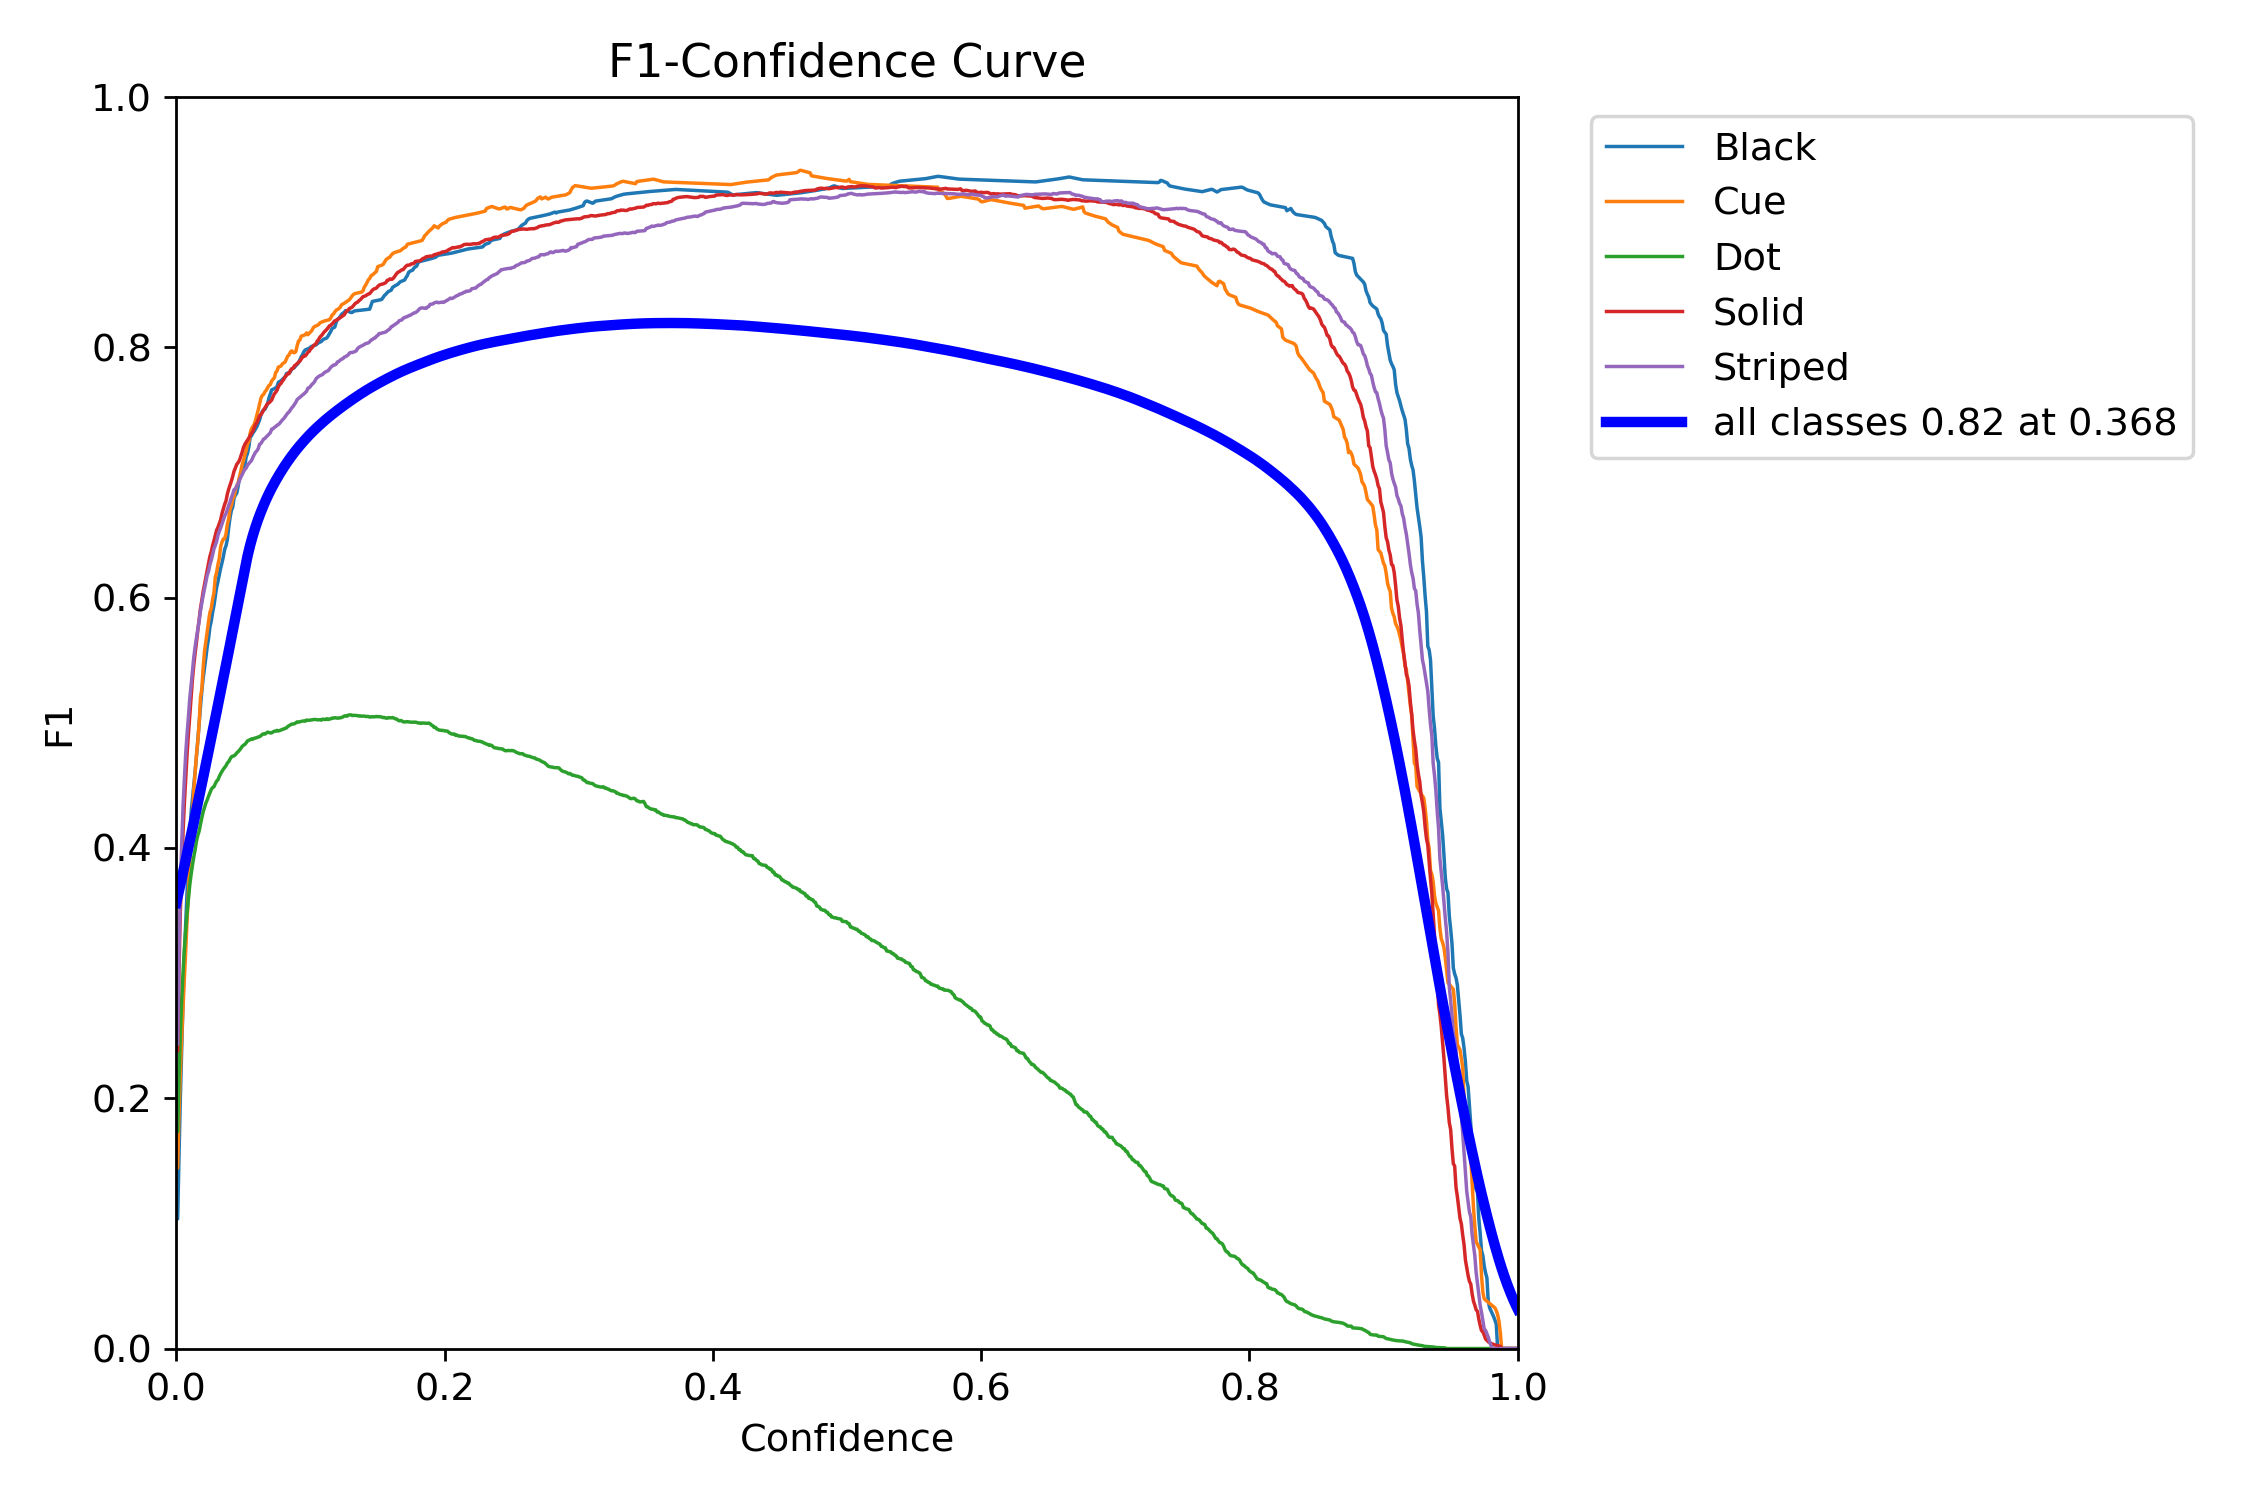 F1-Confidence Curve
1.0
0.8
0.6
0.4
0.2
0.0
F1
0.0 0.2 0.4 0.6 0.8 1.0
Confidence
Black
Cue
Dot
Solid
Striped
all classes 0.82 at 0.368